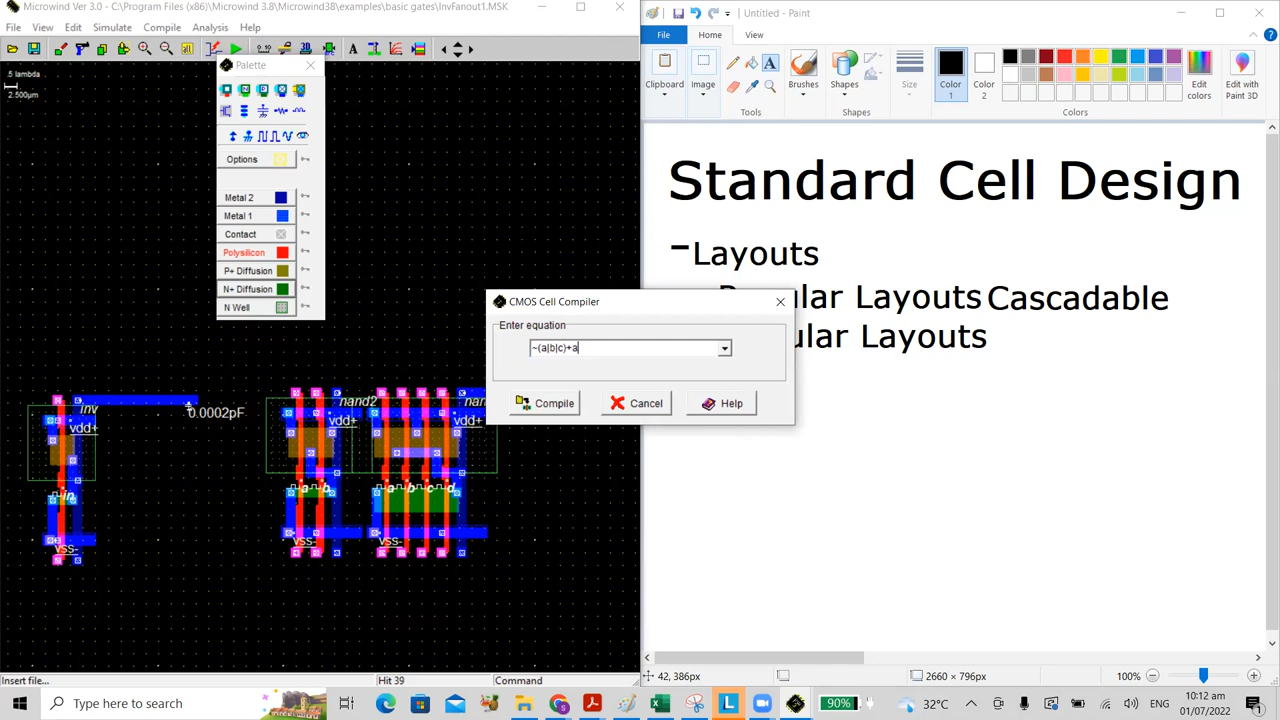 Microwind Ver 3.0 - C:\Program Files (x86)\Microwind 3.8\Microwind38\examples\basic gates\InvFanout1.MSK
File View Edit Simulate Compile Analysis Help
.5 lambda
2.500µm
Palette
Options
Metal 2
Metal 1
Contact
Polysilicon
P+ Diffusion
N+ Diffusion
N Well
inv
0.0002pF
vdd+
in
VSS-
nand2
vdd+
a b
VSS-
vdd+
a b c d
VSS-
Insert file... Hit 39 Command
CMOS Cell Compiler
Enter equation
~(a|b|c)+a
Compile Cancel Help
Untitled - Paint
File Home View
Clipboard Image Tools Brushes Shapes Size Color 1 Color 2 Edit colors Edit with Paint 3D
Shapes Colors
Standard Cell Design
-Layouts
ular Layouts Cascadable
ular Layouts
42, 386px 2660 × 796px 100%
Type here to search 90% 32°C ENG 10:12 am 01/07/2022